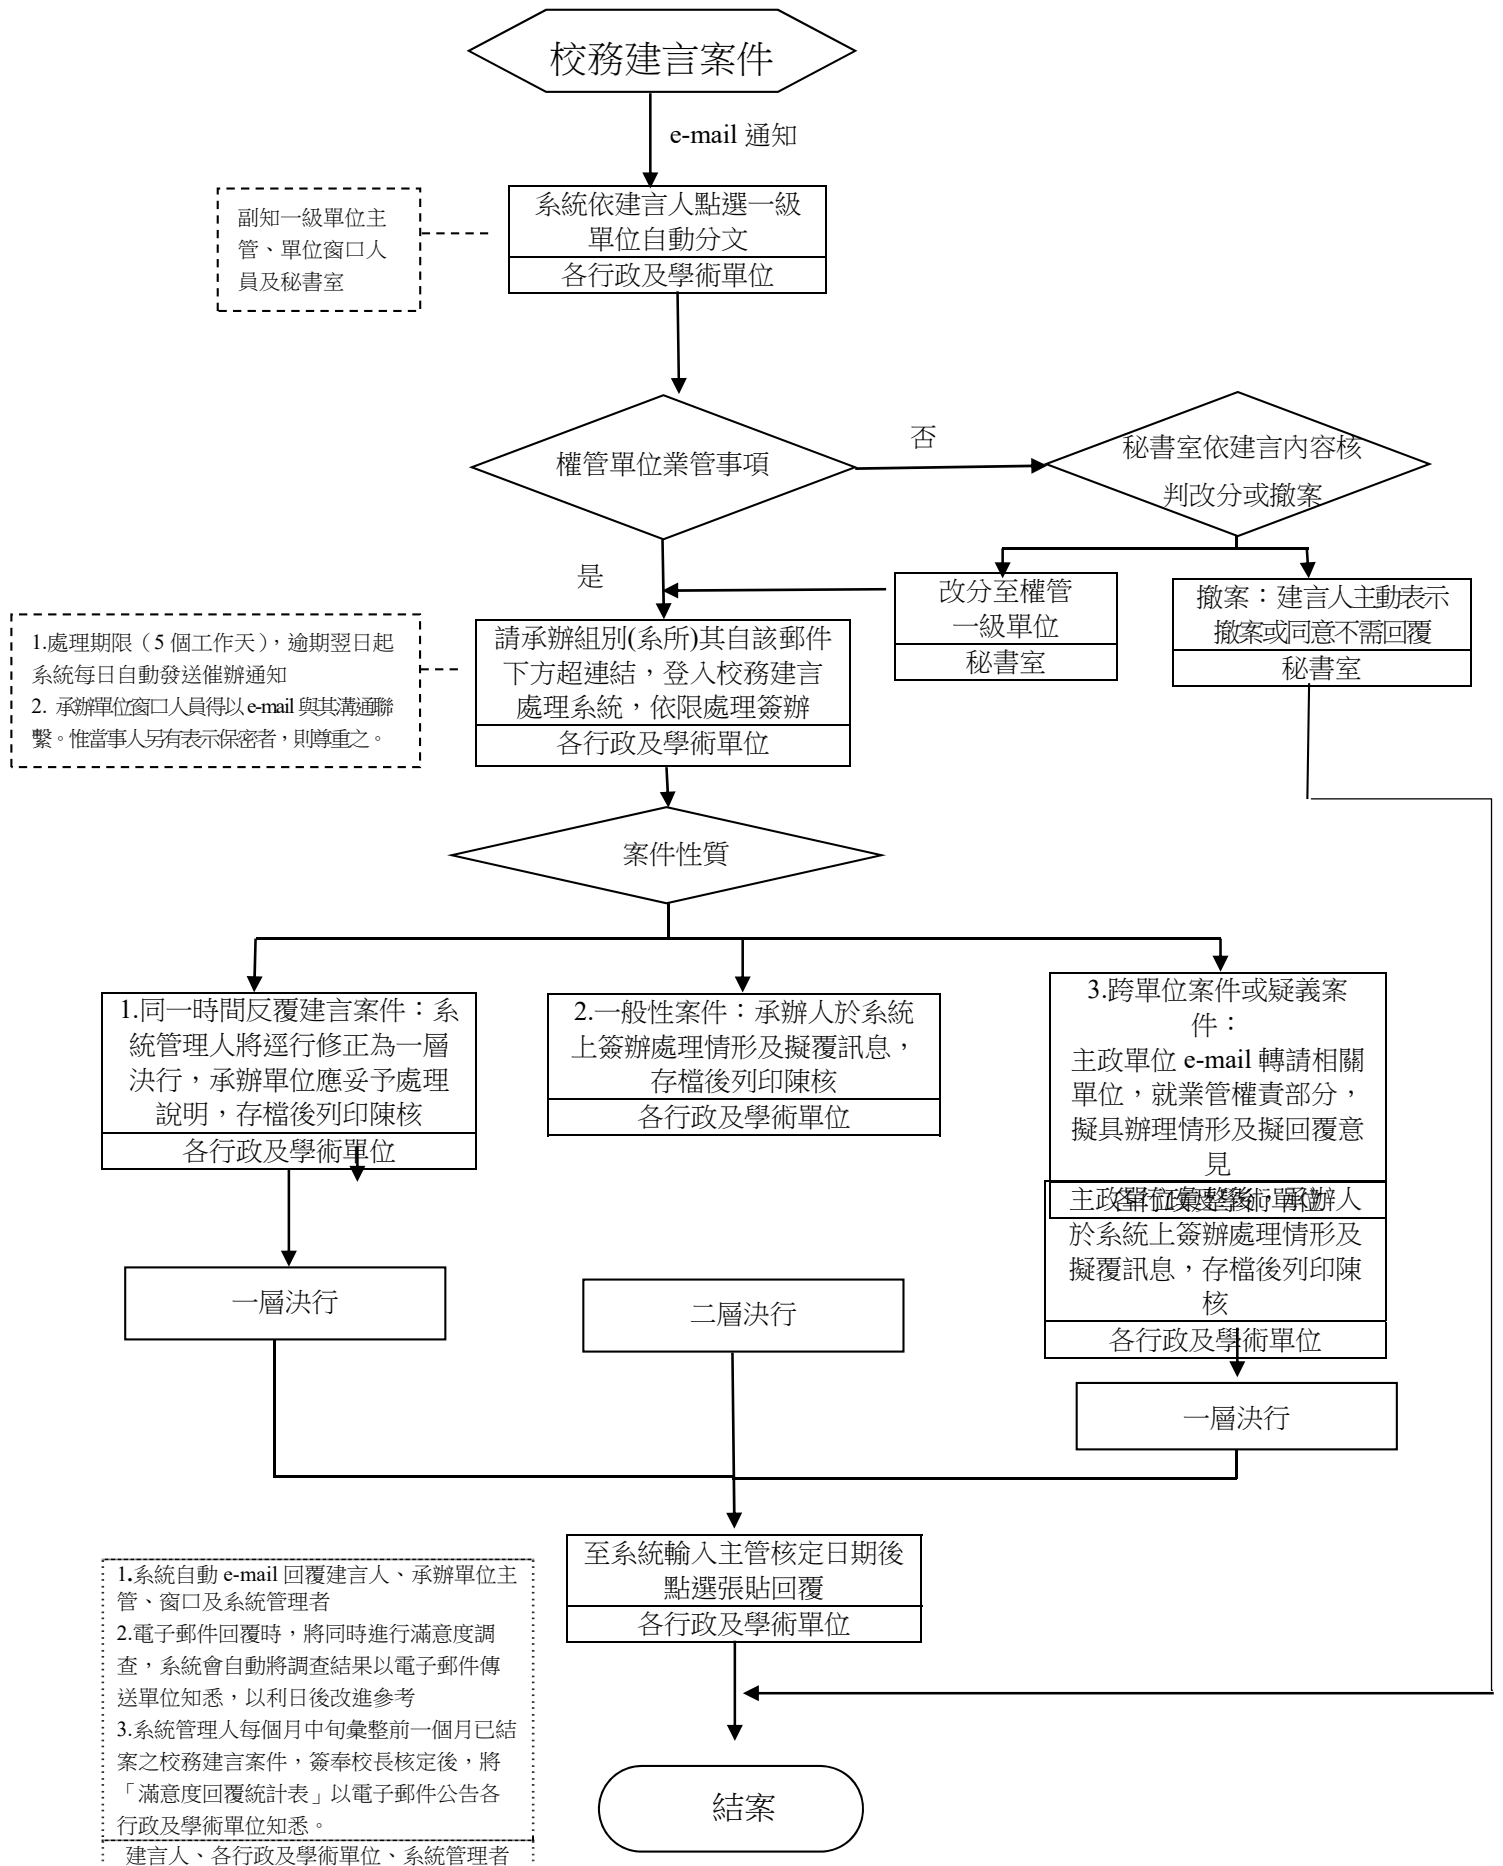 校務建言案件
e-mail 通知
副知一級單位主
管、單位窗口人
員及秘書室
系統依建言人點選一級
單位自動分文
各行政及學術單位
權管單位業管事項
否
秘書室依建言內容核
判改分或撤案
是
改分至權管
一級單位
秘書室
撤案：建言人主動表示
撤案或同意不需回覆
秘書室
1.處理期限（5 個工作天），逾期翌日起
系統每日自動發送催辦通知
2. 承辦單位窗口人員得以 e-mail 與其溝通聯
繫。惟當事人另有表示保密者，則尊重之。
請承辦組別(系所)其自該郵件
下方超連結，登入校務建言
處理系統，依限處理簽辦
各行政及學術單位
案件性質
1.同一時間反覆建言案件：系
統管理人將逕行修正為一層
決行，承辦單位應妥予處理
說明，存檔後列印陳核
各行政及學術單位
2.一般性案件：承辦人於系統
上簽辦處理情形及擬覆訊息，
存檔後列印陳核
各行政及學術單位
3.跨單位案件或疑義案
件：
主政單位 e-mail 轉請相關
單位，就業管權責部分，
擬具辦理情形及擬回覆意
見
各行政及學術單位
主政單位彙整後，承辦人
於系統上簽辦處理情形及
擬覆訊息，存檔後列印陳
核
各行政及學術單位
一層決行
二層決行
一層決行
至系統輸入主管核定日期後
點選張貼回覆
各行政及學術單位
1.系統自動 e-mail 回覆建言人、承辦單位主
管、窗口及系統管理者
2.電子郵件回覆時，將同時進行滿意度調
查，系統會自動將調查結果以電子郵件傳
送單位知悉，以利日後改進參考
3.系統管理人每個月中旬彙整前一個月已結
案之校務建言案件，簽奉校長核定後，將
「滿意度回覆統計表」以電子郵件公告各
行政及學術單位知悉。
建言人、各行政及學術單位、系統管理者
結案